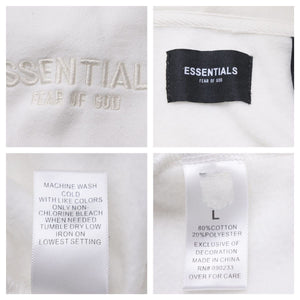 ESSENTIAL
FEAR OF GOD
ESSENTIALS
FEAR OF GOD
MACHINE WASH
COLD
WITH LIKE COLORS
ONLY NON-
CHLORINE BLEACH
WHEN NEEDED
TUMBLE DRY LOW
IRON ON
LOWEST SETTING
L
80%COTTON
20%POLYESTER
EXCLUSIVE OF
DECORATION
MADE IN CHINA
RN#090233
OVER FOR CARE